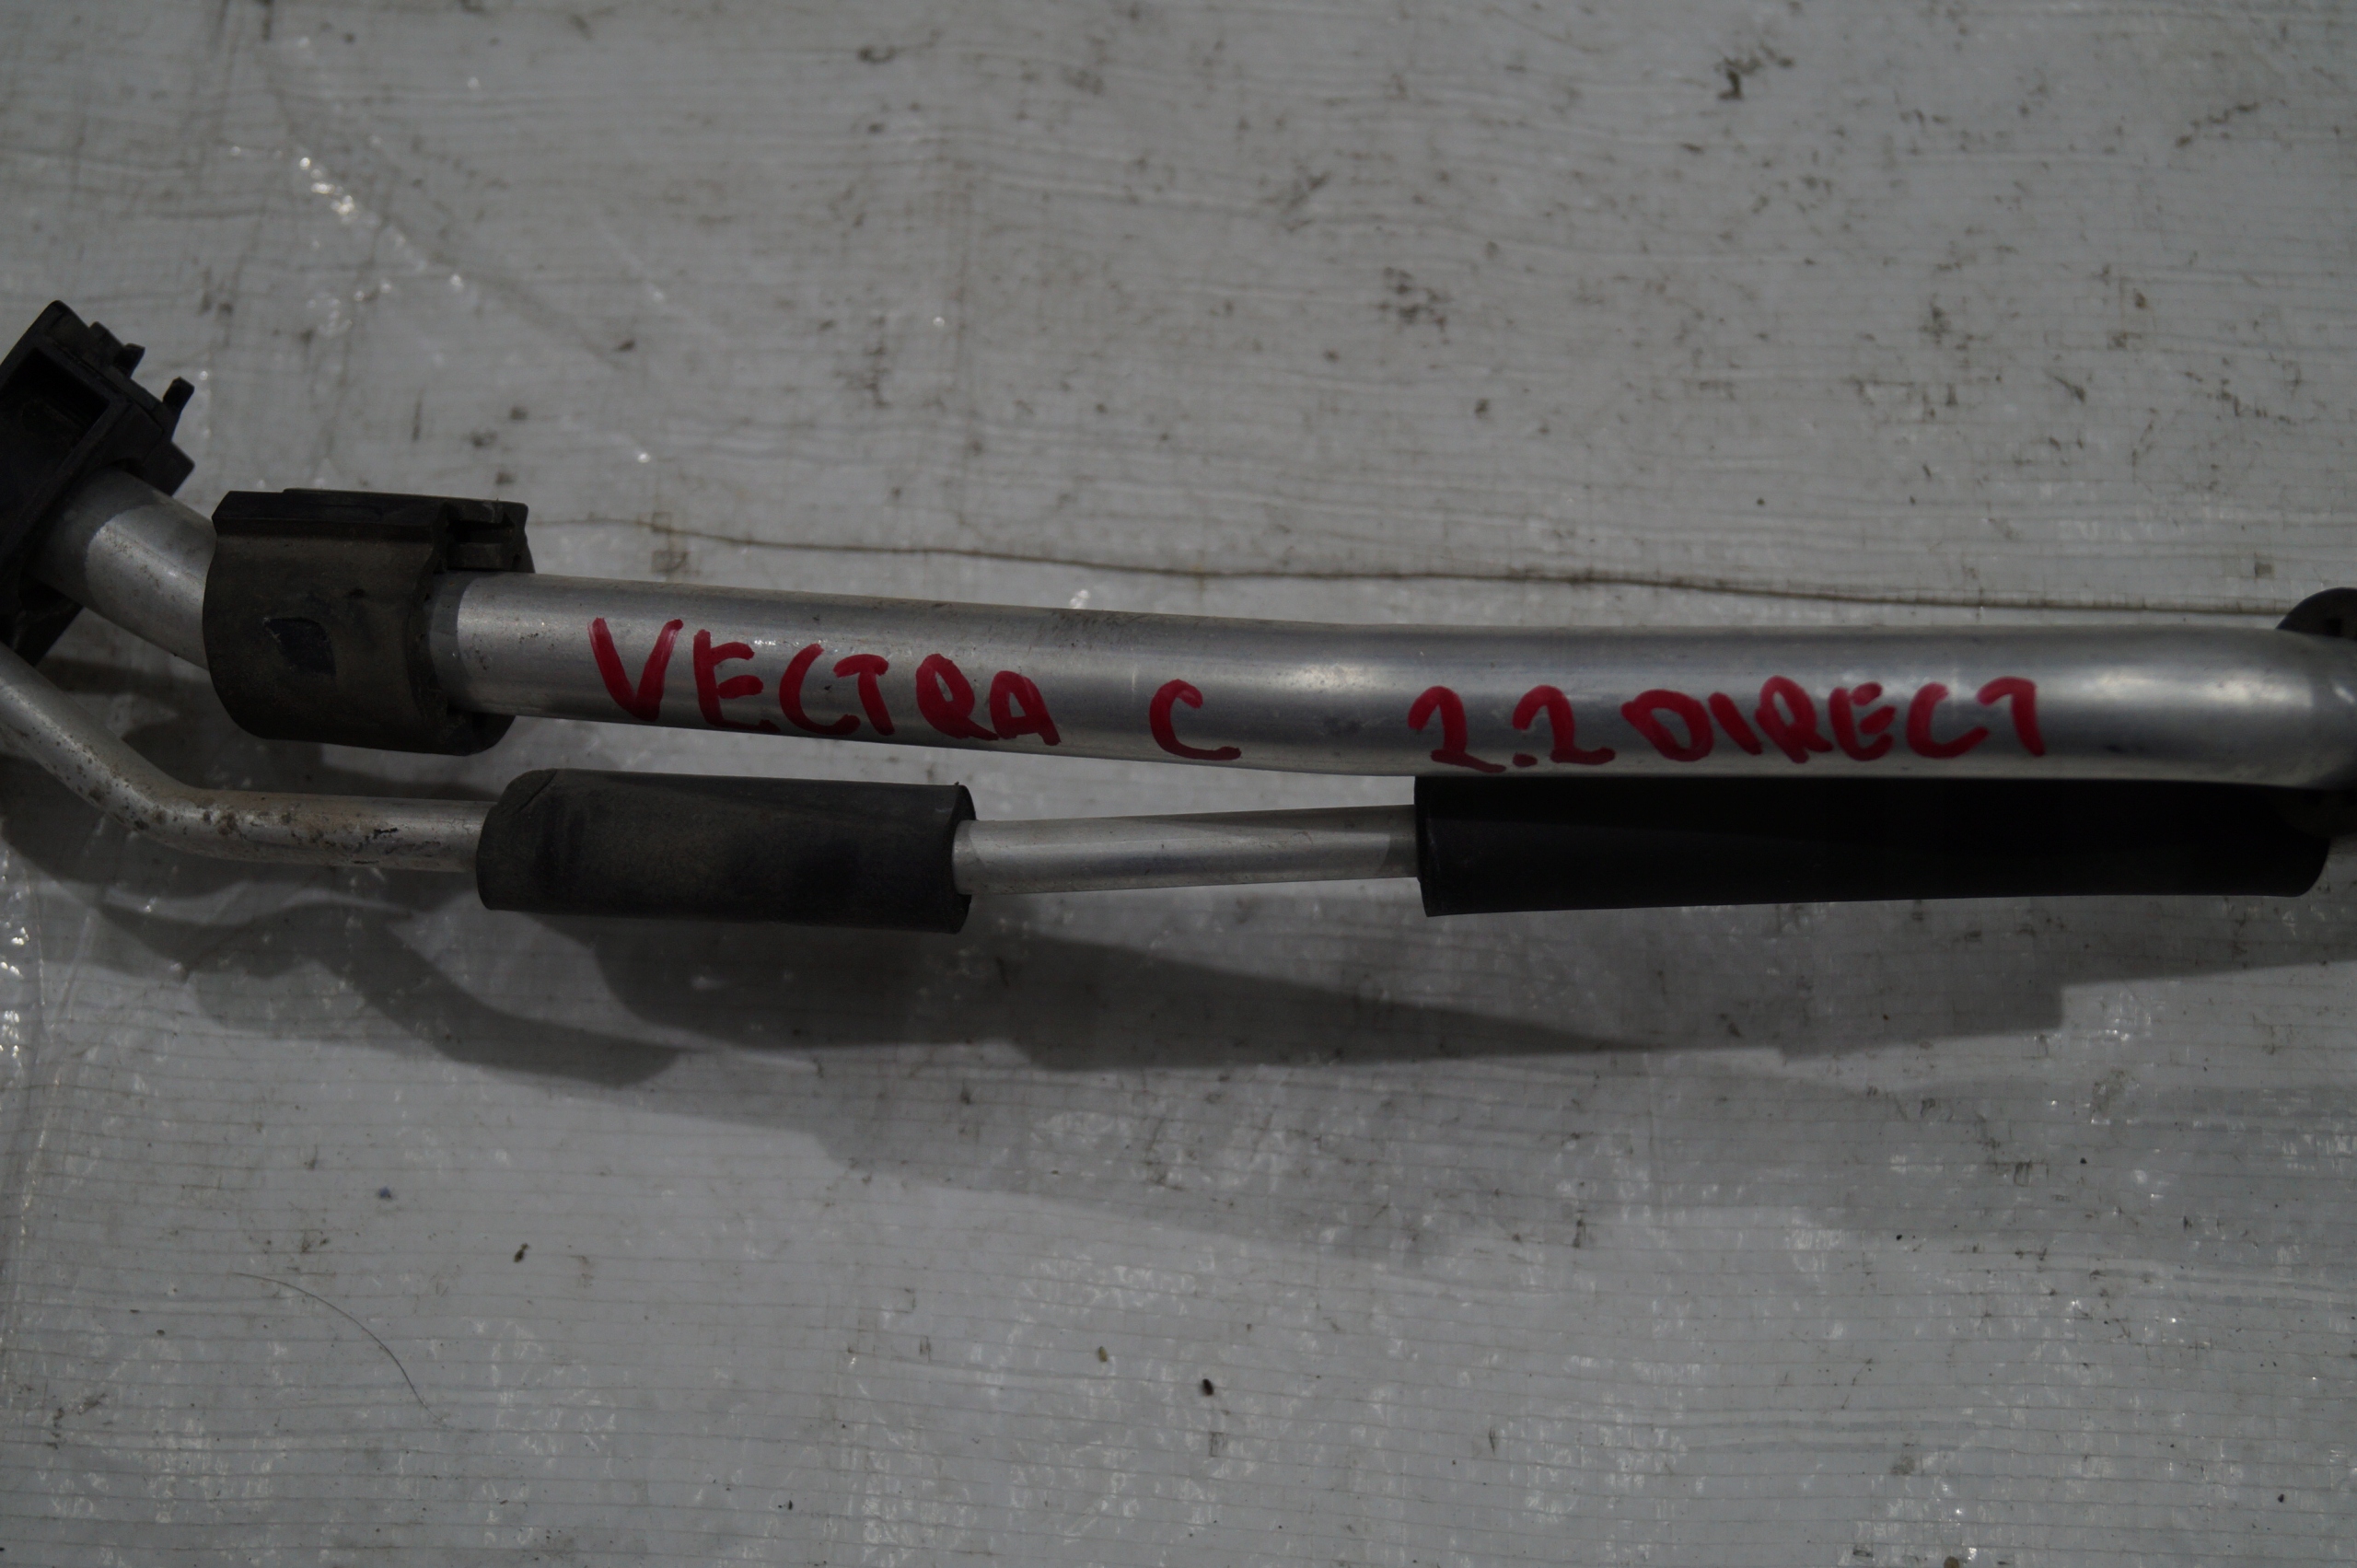 VECTRA C 2.2 DIRECT